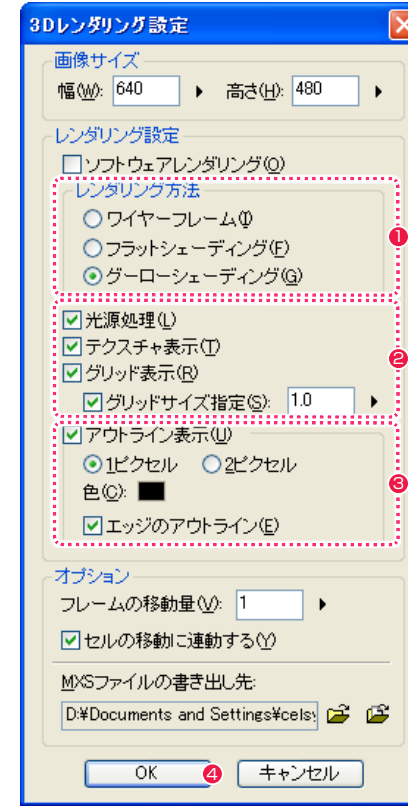 3Dレンダリング設定
画像サイズ
幅(W): 640 高さ(H): 480
レンダリング設定
ソフトウェアレンダリング(O)
レンダリング方法
ワイヤーフレーム(I)
フラットシェーディング(F)
グーローシェーディング(G)
1
光源処理(L)
テクスチャ表示(T)
グリッド表示(R)
2
グリッドサイズ指定(S): 1.0
アウトライン表示(U)
1ピクセル 2ピクセル
色(C):
3
エッジのアウトライン(E)
オプション
フレームの移動量(V): 1
セルの移動に連動する(Y)
MXSファイルの書き出し先:
D:¥Documents and Settings¥cels
OK 4 キャンセル